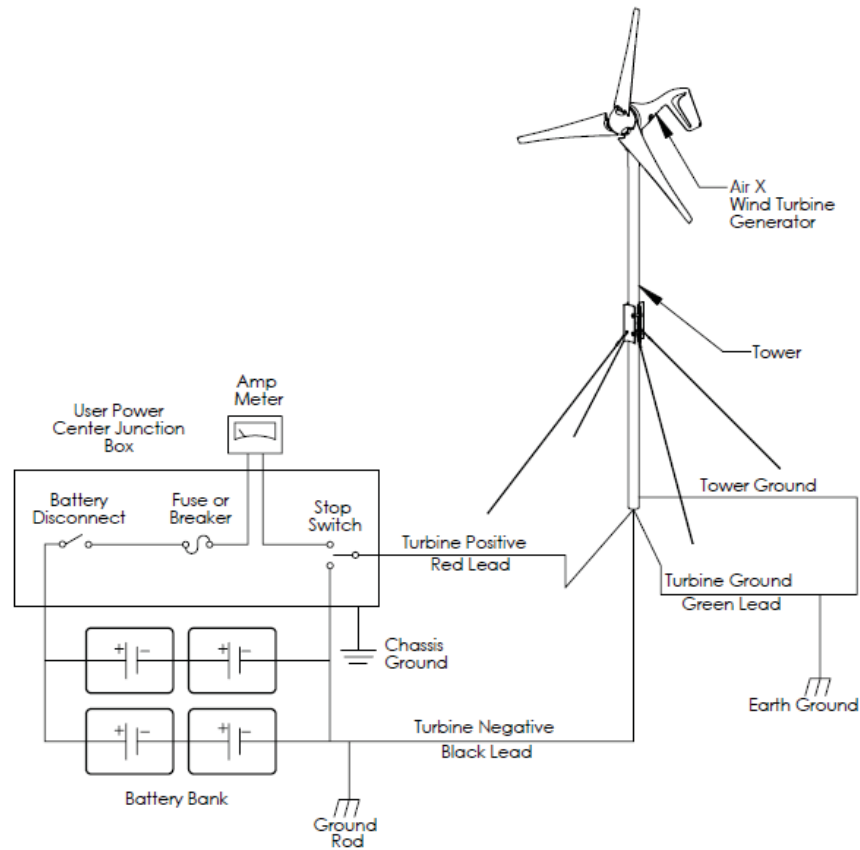 Air X
Wind Turbine
Generator
Tower
Amp
Meter
User Power
Center Junction
Box
Battery
Disconnect
Fuse or
Breaker
Stop
Switch
Tower Ground
Turbine Positive
Red Lead
Turbine Ground
Green Lead
+ - + -
Chassis
Ground
Earth Ground
+ - + -
Turbine Negative
Black Lead
Battery Bank
Ground
Rod